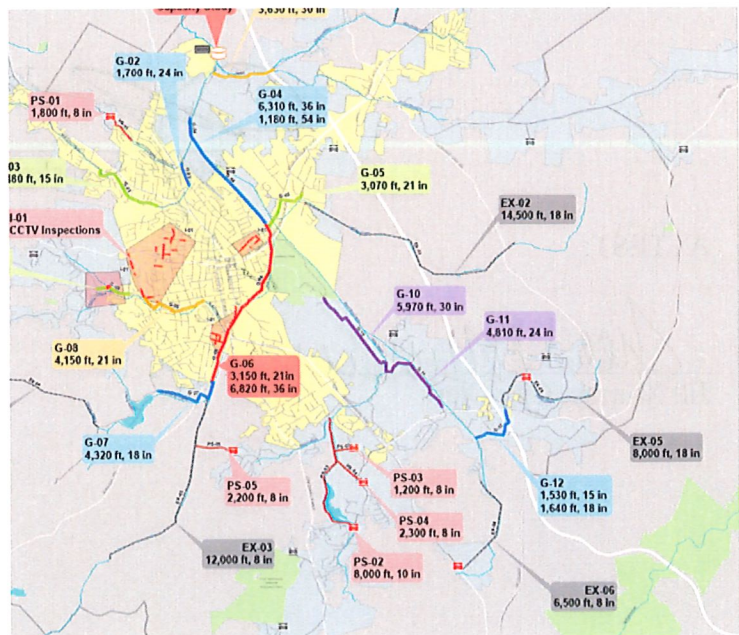 Capacity Study
3,630 ft, 30 in
G-02
1,700 ft, 24 in
G-04
6,310 ft, 36 in
1,180 ft, 54 in
PS-01
1,800 ft, 8 in
03
480 ft, 15 in
G-05
3,070 ft, 21 in
EX-02
14,500 ft, 18 in
I-01
CCTV Inspections
G-10
5,970 ft, 30 in
G-11
4,810 ft, 24 in
G-08
4,150 ft, 21 in
G-06
3,150 ft, 21in
6,820 ft, 36 in
G-07
4,320 ft, 18 in
EX-05
8,000 ft, 18 in
PS-05
PS-05
2,200 ft, 8 in
PS-03
1,200 ft, 8 in
G-12
1,530 ft, 15 in
1,640 ft, 18 in
PS-04
2,300 ft, 8 in
EX-03
12,000 ft, 8 in
PS-02
8,000 ft, 10 in
EX-06
6,500 ft, 8 in